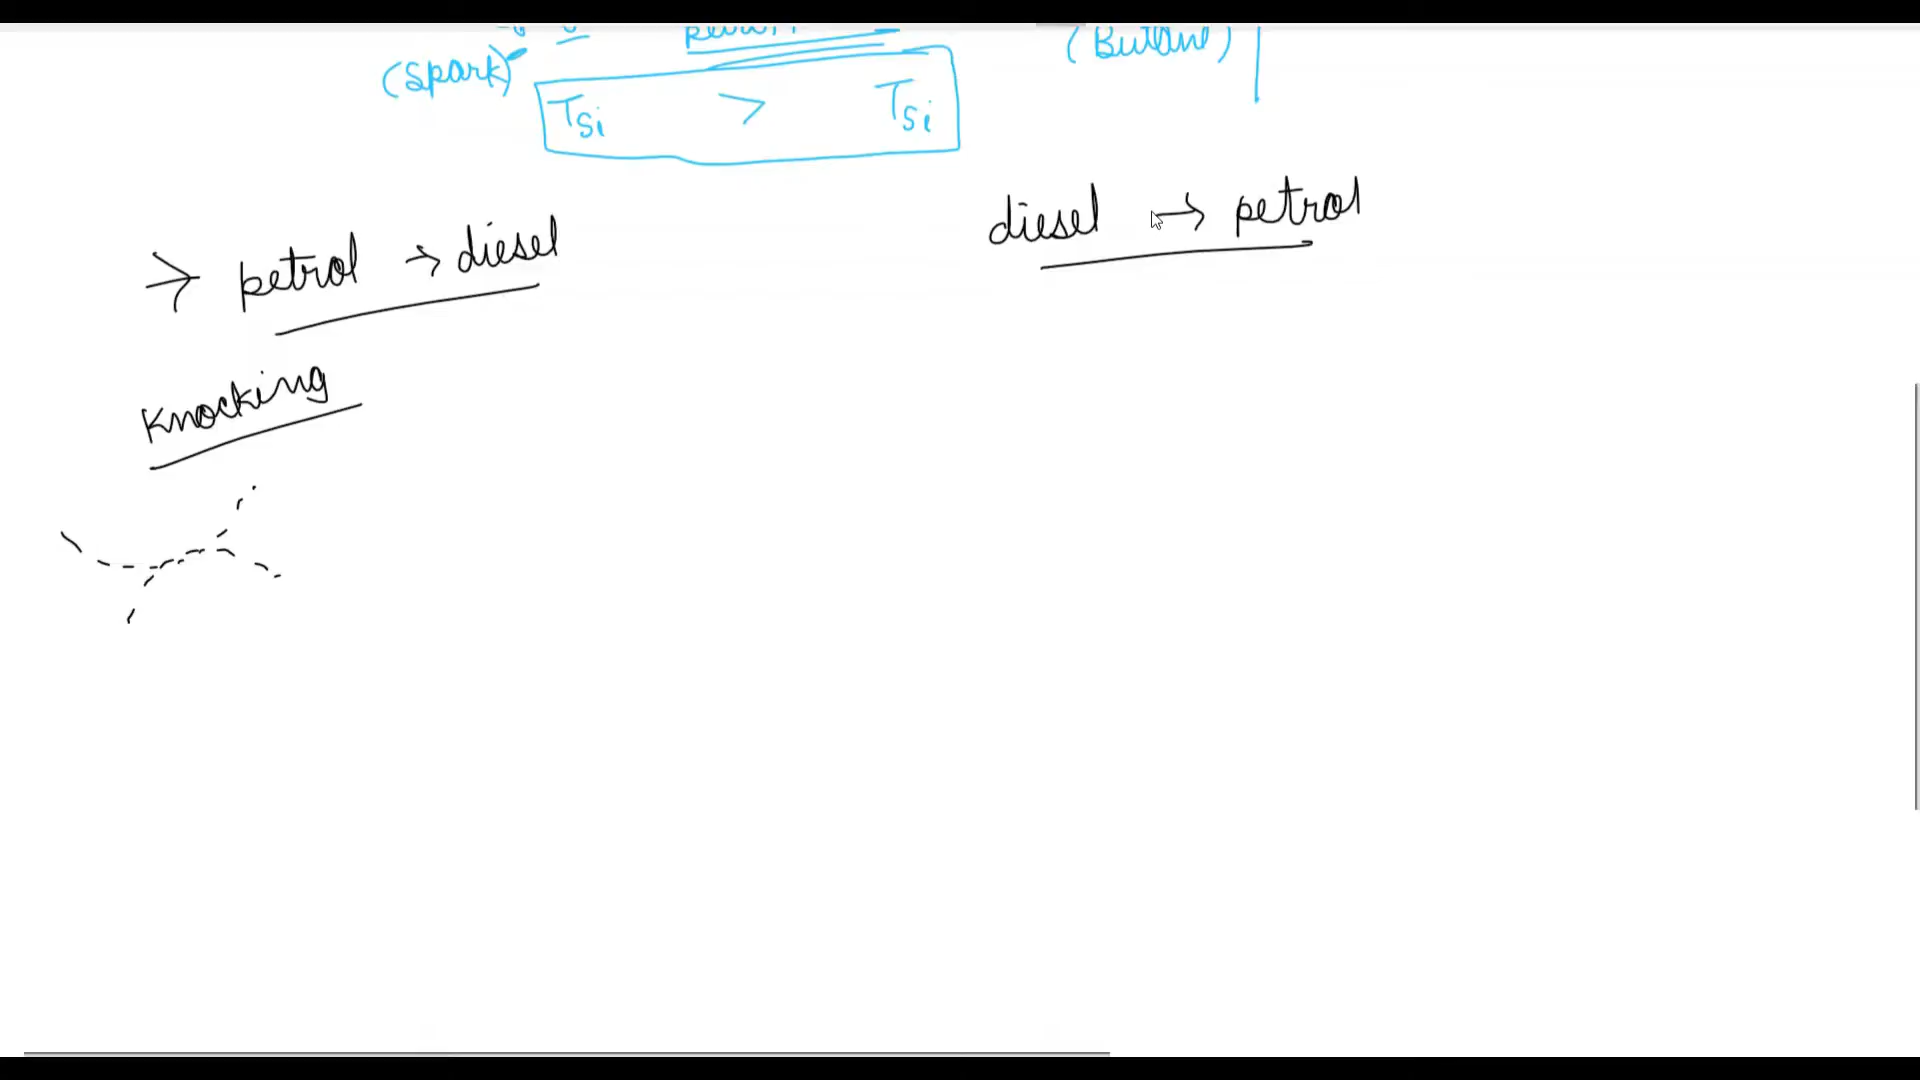 (spark)
(Butane)
Tsi > Tsi
→ petrol → diesel
diesel → petrol
Knocking